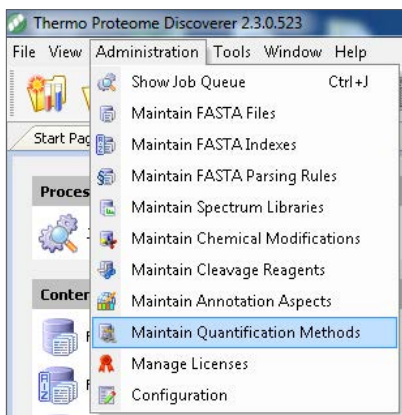 Thermo Proteome Discoverer 2.3.0.523
File View Administration Tools Window Help
Show Job Queue Ctrl+J
Maintain FASTA Files
Start Pag
Maintain FASTA Indexes
Maintain FASTA Parsing Rules
Proces
Maintain Spectrum Libraries
Maintain Chemical Modifications
Maintain Cleavage Reagents
Conter
Maintain Annotation Aspects
Maintain Quantification Methods
Manage Licenses
Configuration